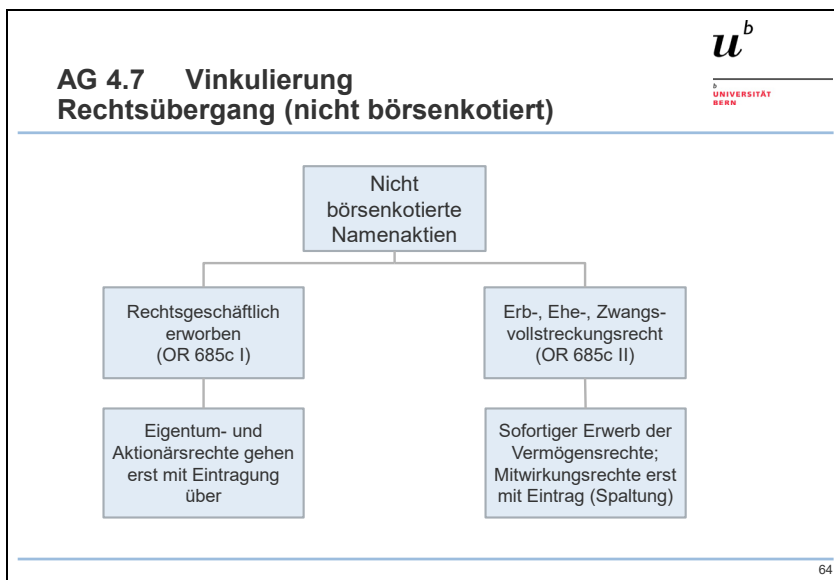 u^b
AG 4.7 Vinkulierung
Rechtsübergang (nicht börsenkotiert)
b
UNIVERSITÄT
BERN
Nicht
börsenkotierte
Namenaktien
Rechtsgeschäftlich
erworben
(OR 685c I)
Erb-, Ehe-, Zwangs-
vollstreckungsrecht
(OR 685c II)
Eigentum- und
Aktionärsrechte gehen
erst mit Eintragung
über
Sofortiger Erwerb der
Vermögensrechte;
Mitwirkungsrechte erst
mit Eintrag (Spaltung)
64